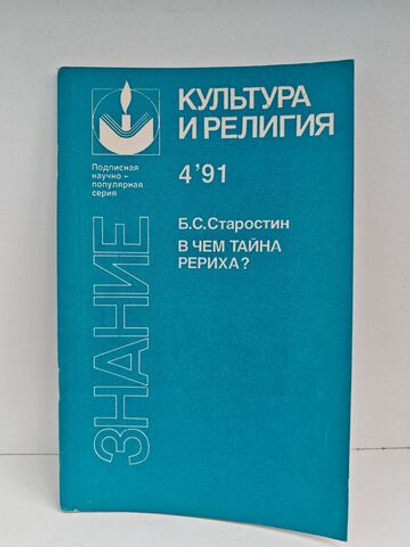 КУЛЬТУРА
И РЕЛИГИЯ
Подписная
научно-
популярная
серия
4'91
Б.С.Старостин
В ЧЕМ ТАЙНА
РЕРИХА?
ЗНАНИЕ